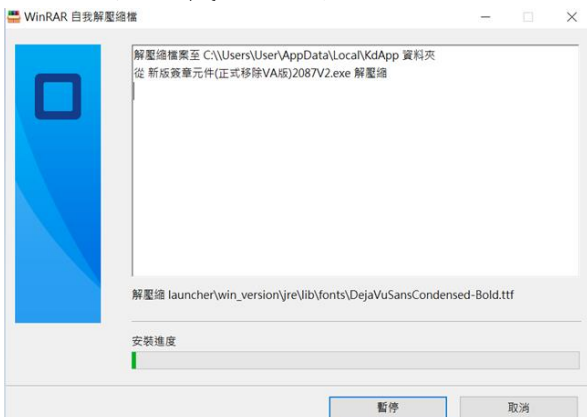 WinRAR 自我解壓縮檔
解壓縮檔案至 C:\\Users\User\AppData\Local\KdApp 資料夾
從 新版簽章元件(正式移除VA版)2087V2.exe 解壓縮
解壓縮 launcher\win_version\jre\lib\fonts\DejaVuSansCondensed-Bold.ttf
安裝進度
暫停
取消